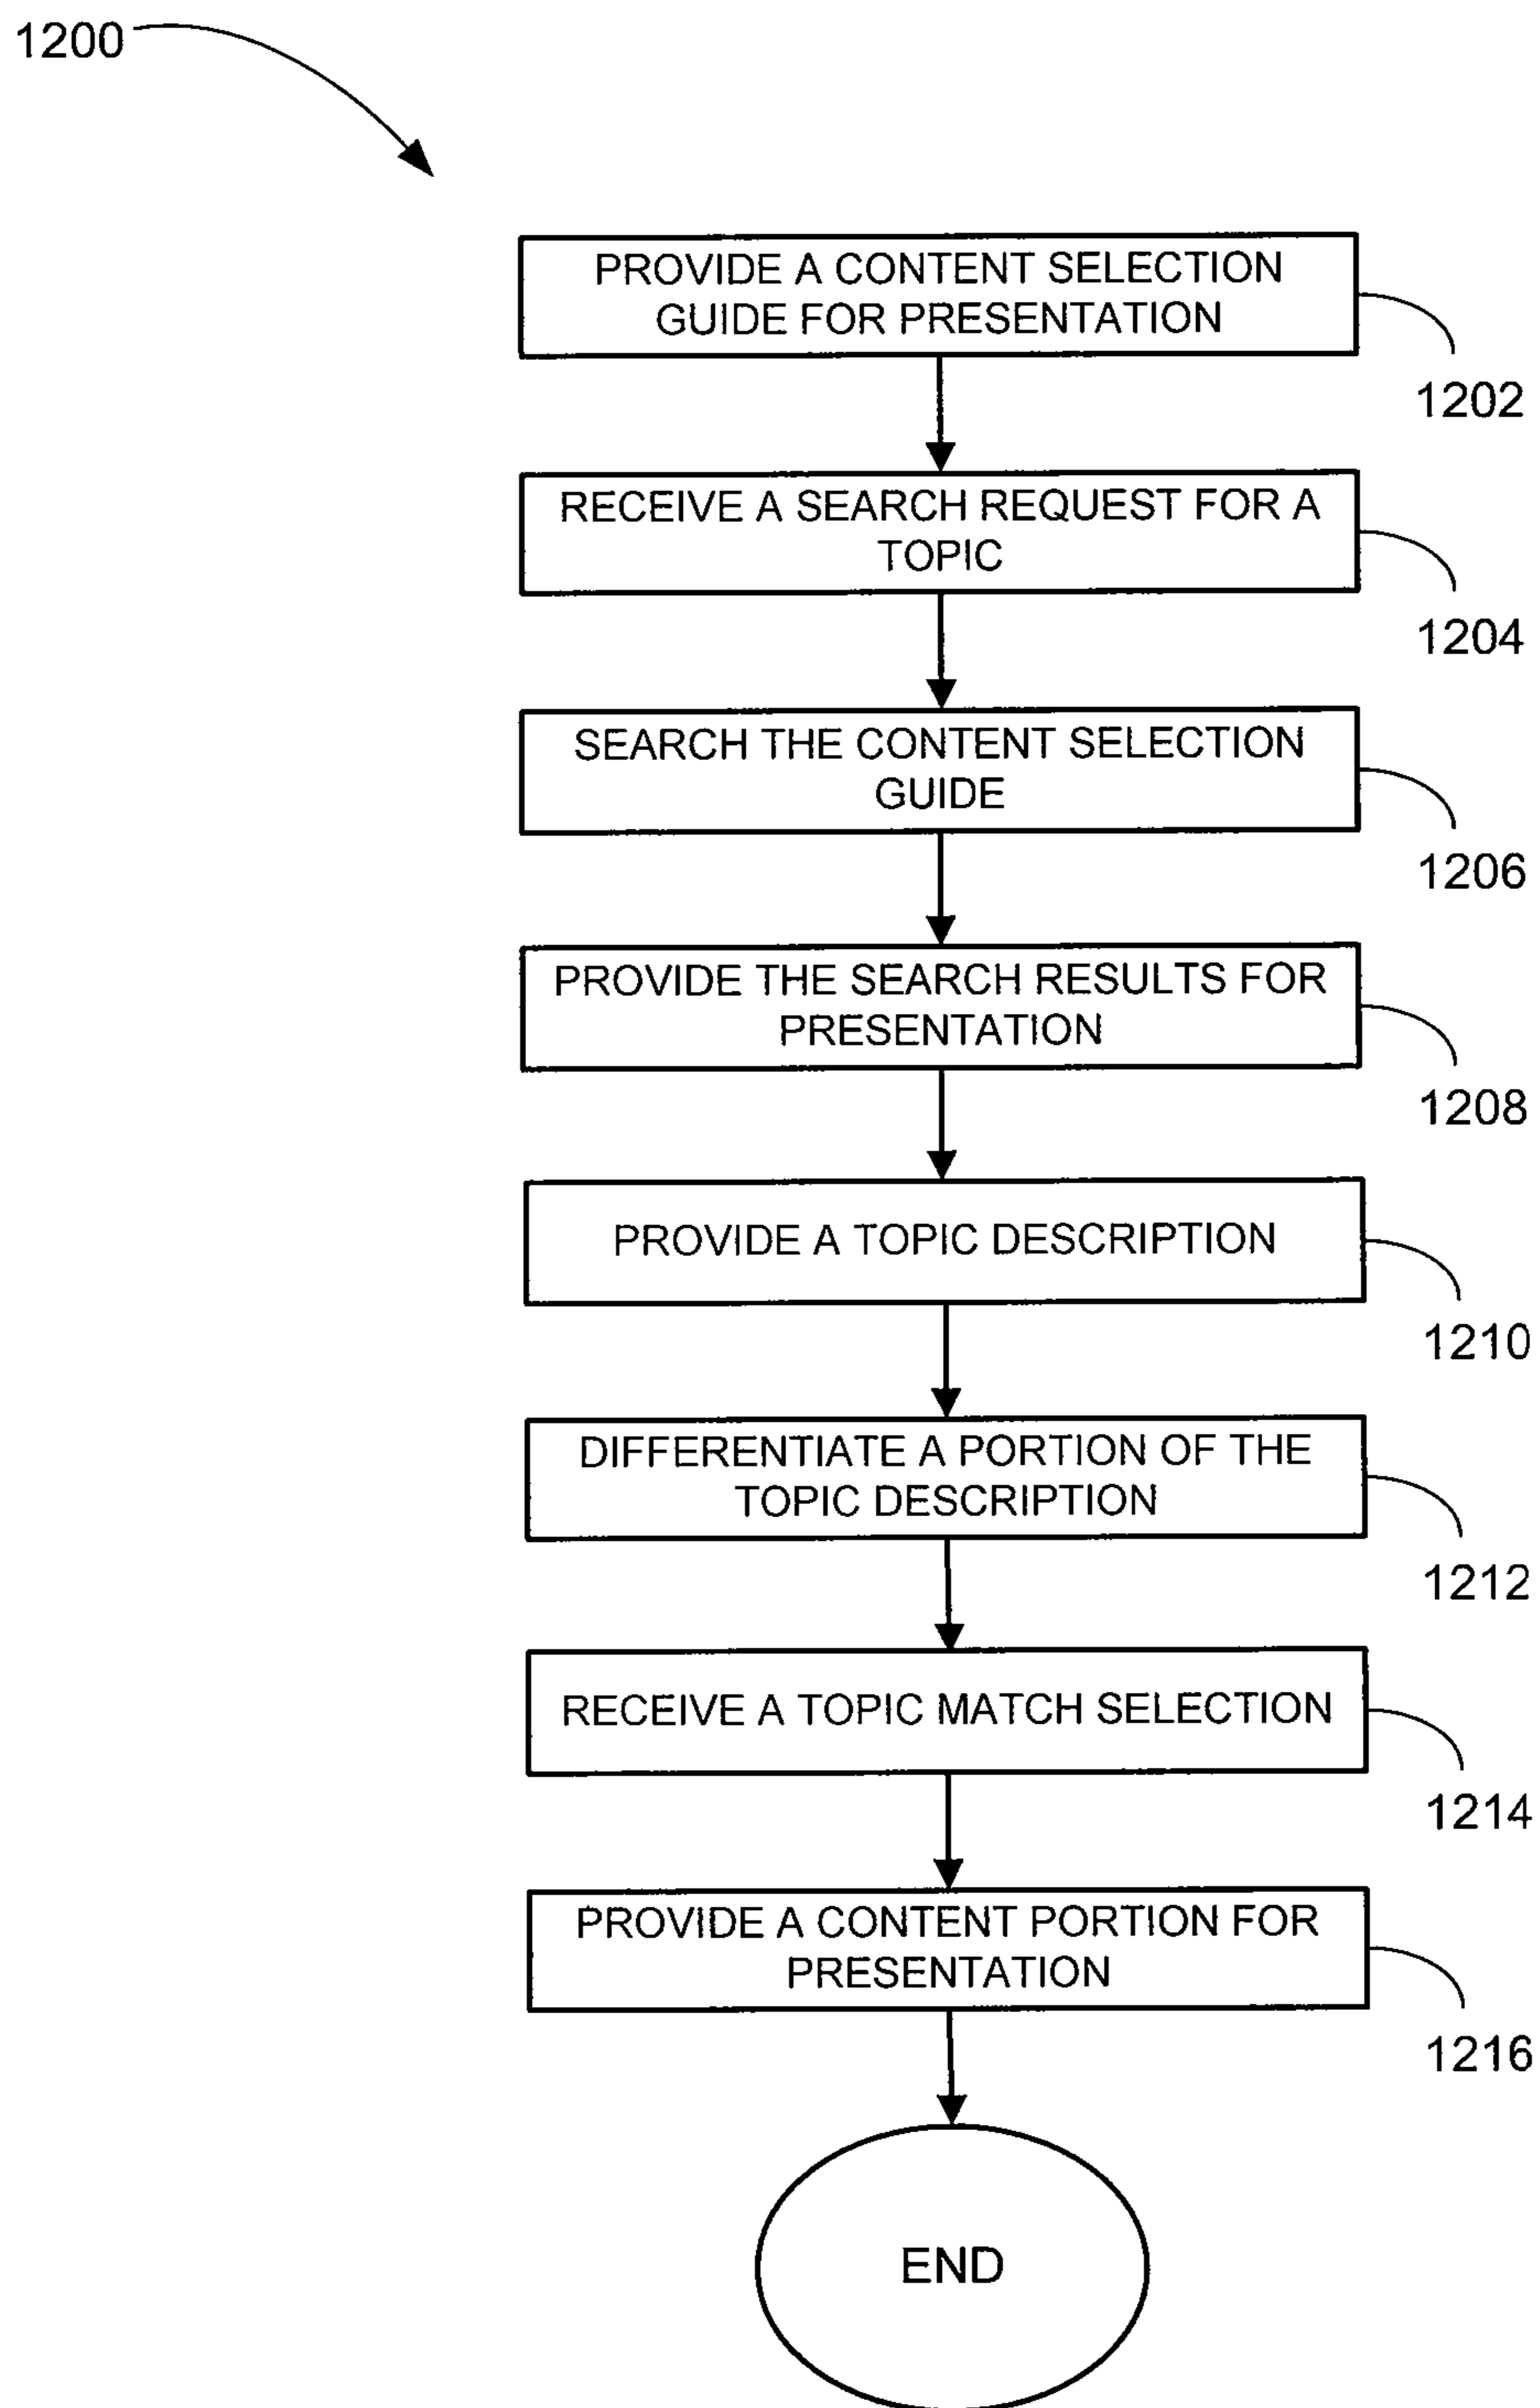 1200
PROVIDE A CONTENT SELECTION
GUIDE FOR PRESENTATION
1202
RECEIVE A SEARCH REQUEST FOR A
TOPIC
1204
SEARCH THE CONTENT SELECTION
GUIDE
1206
PROVIDE THE SEARCH RESULTS FOR
PRESENTATION
1208
PROVIDE A TOPIC DESCRIPTION
1210
DIFFERENTIATE A PORTION OF THE
TOPIC DESCRIPTION
1212
RECEIVE A TOPIC MATCH SELECTION
1214
PROVIDE A CONTENT PORTION FOR
PRESENTATION
1216
END